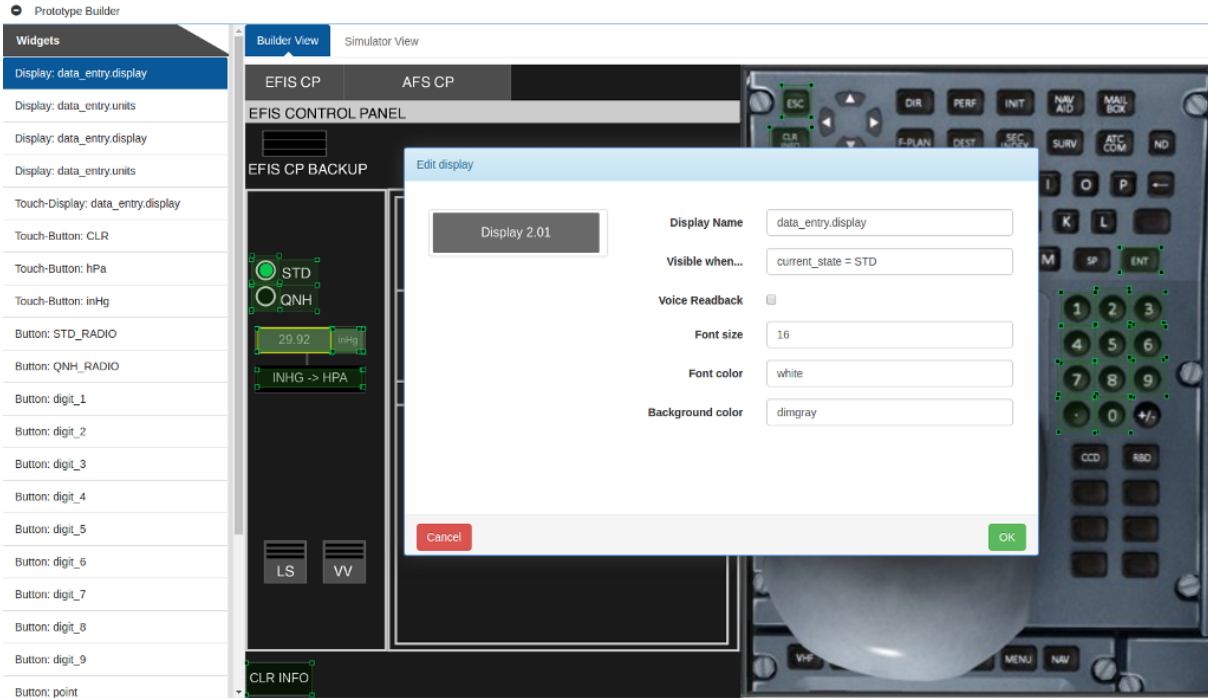 Prototype Builder
Widgets
Display: data_entry.display
Display: data_entry.units
Display: data_entry.display
Display: data_entry.units
Touch-Display: data_entry.display
Touch-Button: CLR
Touch-Button: hPa
Touch-Button: inHg
Button: STD_RADIO
Button: QNH_RADIO
Button: digit_1
Button: digit_2
Button: digit_3
Button: digit_4
Button: digit_5
Button: digit_6
Button: digit_7
Button: digit_8
Button: digit_9
Button: point
Builder View Simulator View
EFIS CP AFS CP
EFIS CONTROL PANEL
EFIS CP BACKUP
STD
QNH
29.92 inHg
INHG -> HPA
LS VV
CLR INFO
Edit display
Display 2.01
Display Name data_entry.display
Visible when... current_state = STD
Voice Readback
Font size 16
Font color white
Background color dimgray
Cancel OK
ESC DIR PERF INIT NAV AID MAIL BOX
CLR F-PLAN DEST SEC INDEX SURV ATC COM ND
I O P
K L
M SP ENT
1 2 3
4 5 6
7 8 9
. 0 +/-
CCD RBD
VHF MENU NAV